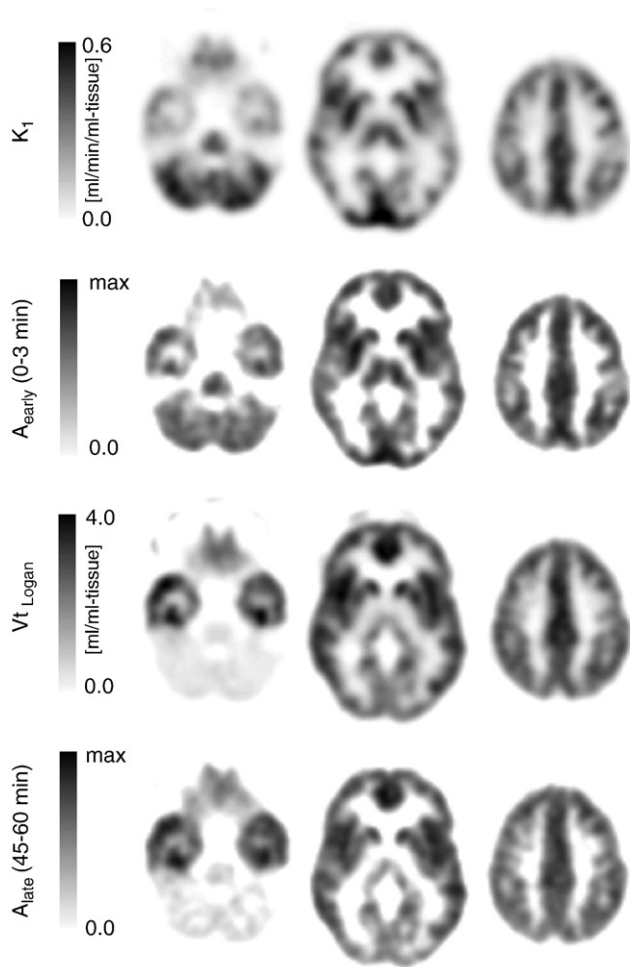 K1
[ml/min/ml-tissue]
0.6
0.0
Aearly (0-3 min)
max
0.0
Vt Logan
[ml/ml-tissue]
4.0
0.0
Alate (45-60 min)
max
0.0